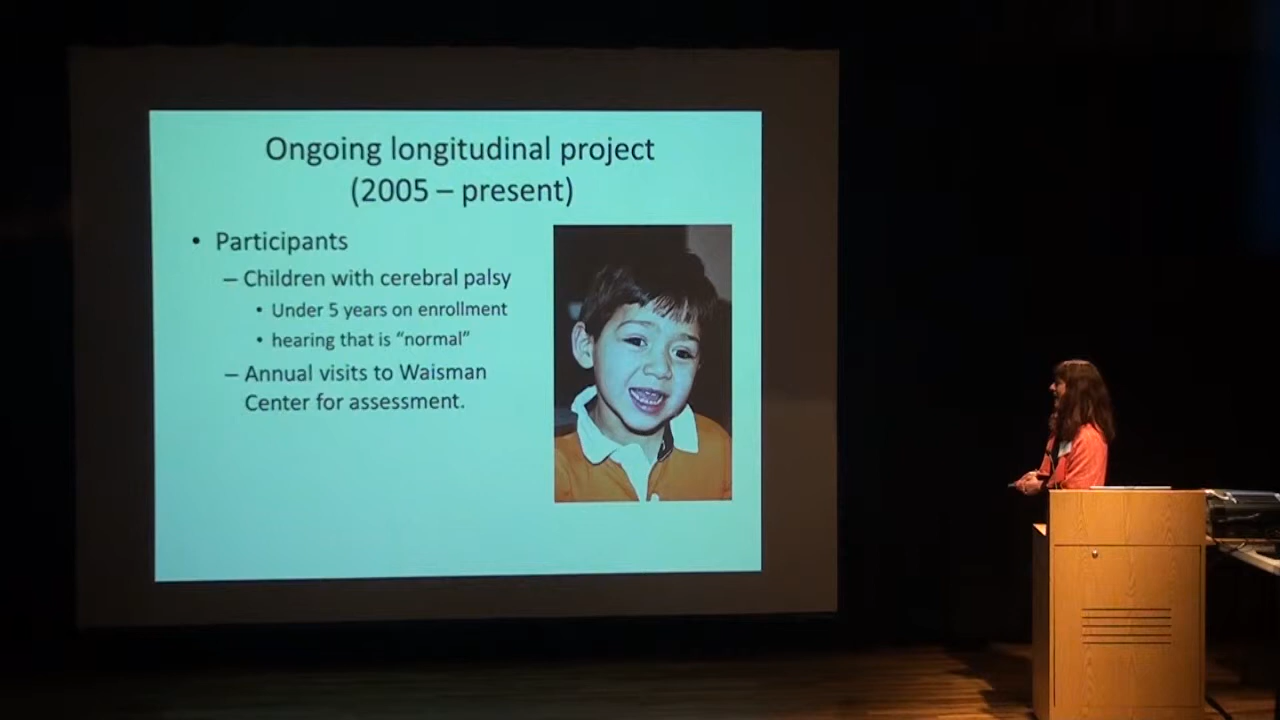 Ongoing longitudinal project
(2005 – present)
• Participants
– Children with cerebral palsy
• Under 5 years on enrollment
• hearing that is “normal”
– Annual visits to Waisman
Center for assessment.